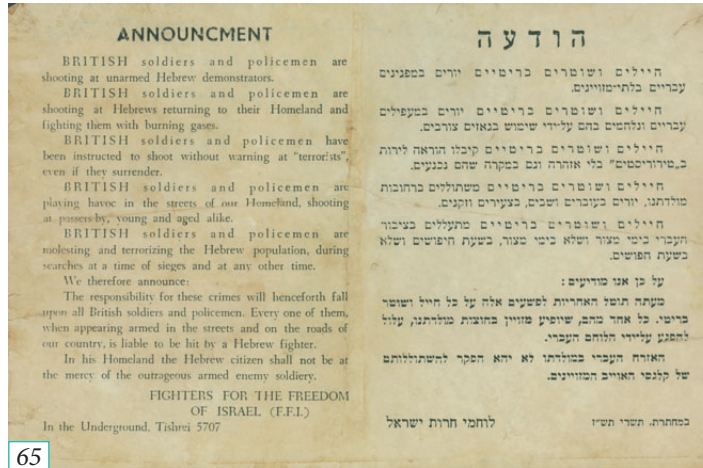 ANNOUNCMENT
BRITISH soldiers and policemen are
shooting at unarmed Hebrew demonstrators.
BRITISH soldiers and policemen are
shooting at Hebrews returning to their Homeland and
fighting them with burning gases.
BRITISH soldiers and policemen have
been instructed to shoot without warning at "terrorists",
even if they surrender.
BRITISH soldiers and policemen are
playing havoc in the streets of our Homeland, shooting
at passers-by, young and aged alike.
BRITISH soldiers and policemen are
molesting and terrorizing the Hebrew population, during
searches at a time of sieges and at any other time.
We therefore announce:
The responsibility for these crimes will henceforth fall
upon all British soldiers and policemen. Every one of them,
when appearing armed in the streets and on the roads of
our country, is liable to be hit by a Hebrew fighter.
In his Homeland the Hebrew citizen shall not be at
the mercy of the outrageous armed enemy soldiery.
FIGHTERS FOR THE FREEDOM
OF ISRAEL (F.F.I.)
In the Underground, Tishrei 5707
הודעה
חיילים ושוטרים בריטיים יורים במפגינים
עבריים בלתי-מזויינים.
חיילים ושוטרים בריטיים יורים במעפילים
עבריים ונלחמים בהם על-ידי שימוש בגאזים צורבים.
חיילים ושוטרים בריטיים קיבלו הוראה לירות
ב„טירוריסטים" בלי אזהרה וגם במקרה שהם נכנעים.
חיילים ושוטרים בריטיים משתוללים ברחובות
מולדתנו, יורים בעוברים ושבים, בצעירים וזקנים.
חיילים ושוטרים בריטיים מתעללים בציבור
העברי בימי מצור ושלא בימי מצור, בשעת חיפושים ושלא
בשעת חפושים.
על כן אנו מודיעים:
מעתה תוטל האחריות לפשעים אלה על כל חייל ושוטר
בריטי. כל אחד מהם, שיופיע מזויין בחוצות מולדתנו, עלול
להפגע על-ידי הלוחם העברי.
האזרח העברי במולדתו לא יהא הפקר להשתוללותם
של קלגסי האוייב המזויינים.
לוחמי חרות ישראל
במחתרת, תשרי תש"ז
65